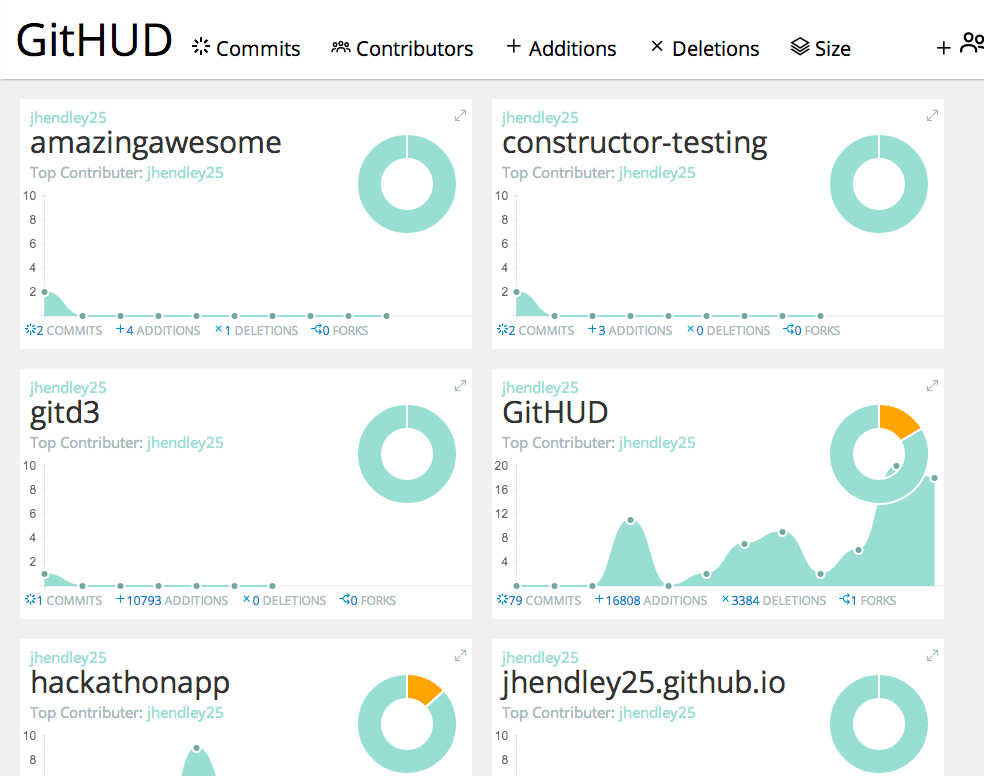 GitHUD Commits Contributors + Additions × Deletions Size +
jhendley25
amazingawesome
Top Contributer: jhendley25
10
8
6
4
2
2 COMMITS +4 ADDITIONS ×1 DELETIONS 0 FORKS
jhendley25
constructor-testing
Top Contributer: jhendley25
10
8
6
4
2
2 COMMITS +3 ADDITIONS ×0 DELETIONS 0 FORKS
jhendley25
gitd3
Top Contributer: jhendley25
10
8
6
4
2
1 COMMITS +10793 ADDITIONS ×0 DELETIONS 0 FORKS
jhendley25
GitHUD
Top Contributer: jhendley25
20
16
12
8
4
79 COMMITS +16808 ADDITIONS ×3384 DELETIONS 1 FORKS
jhendley25
hackathonapp
Top Contributer: jhendley25
10
8
jhendley25
jhendley25.github.io
Top Contributer: jhendley25
10
8